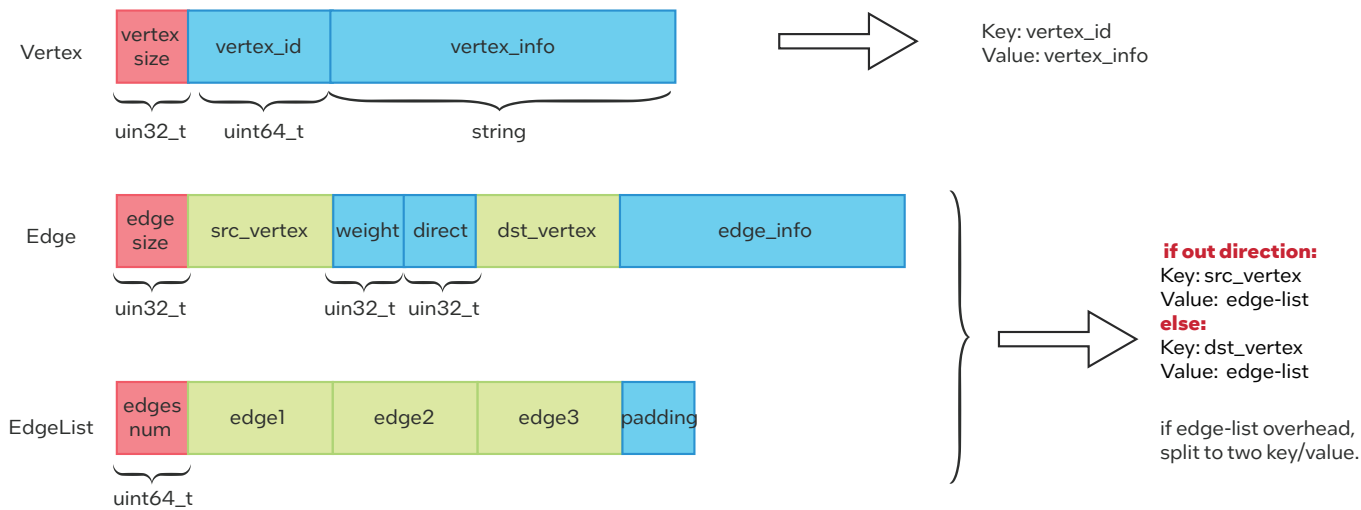 Vertex
vertex
size
vertex_id
vertex_info
uin32_t
uint64_t
string
Key: vertex_id
Value: vertex_info
Edge
edge
size
src_vertex
weight
direct
dst_vertex
edge_info
uin32_t
uin32_t
uin32_t
EdgeList
edges
num
edge1
edge2
edge3
padding
uint64_t
if out direction:
Key: src_vertex
Value: edge-list
else:
Key: dst_vertex
Value: edge-list
if edge-list overhead,
split to two key/value.